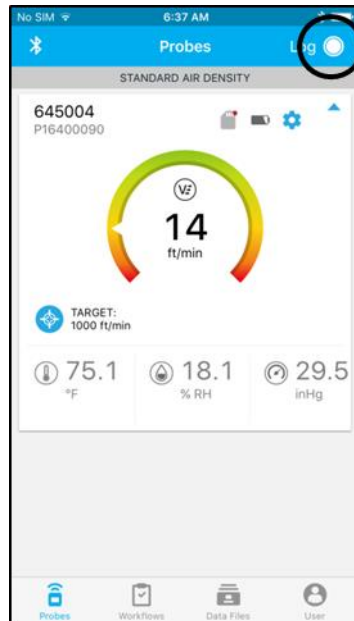 No SIM 6:37 AM
Probes Log
STANDARD AIR DENSITY
645004
P16400090
VE
14
ft/min
TARGET:
1000 ft/min
75.1 18.1 29.5
°F % RH inHg
Probes Workflows Data Files User